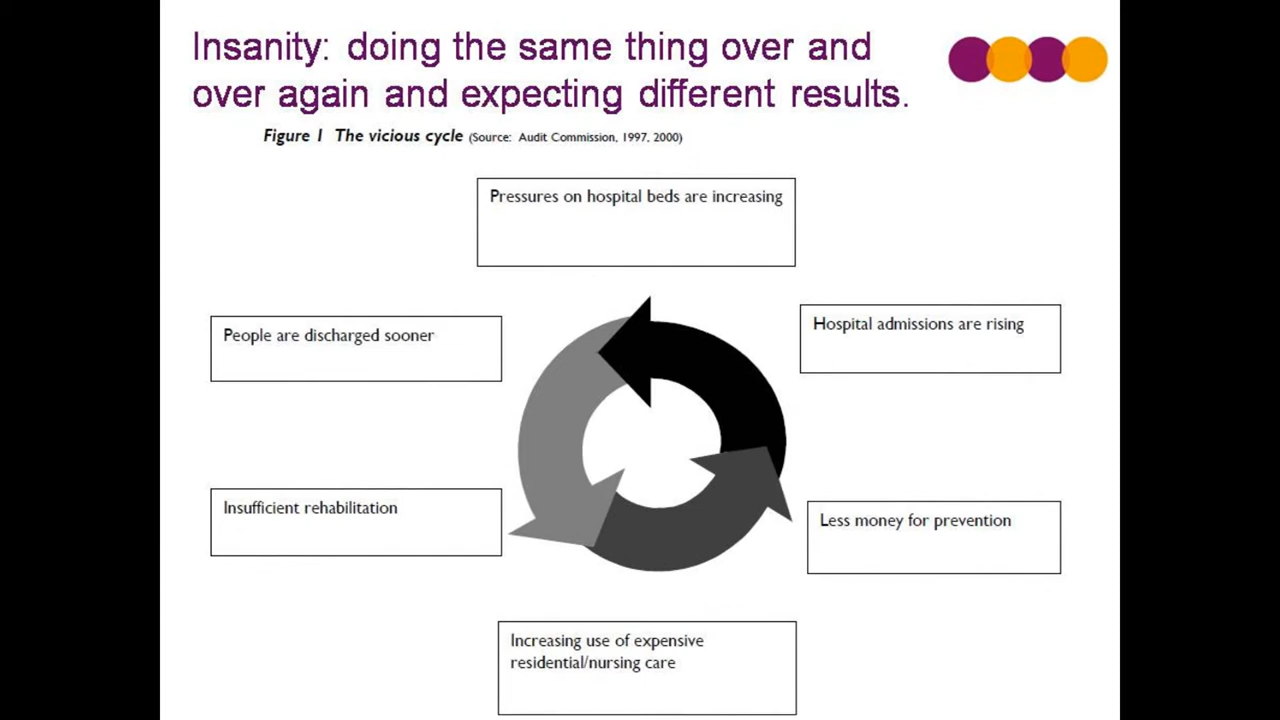 Insanity: doing the same thing over and
over again and expecting different results.
Figure 1 The vicious cycle (Source: Audit Commission, 1997, 2000)
Pressures on hospital beds are increasing
People are discharged sooner
Hospital admissions are rising
Insufficient rehabilitation
Less money for prevention
Increasing use of expensive
residential/nursing care